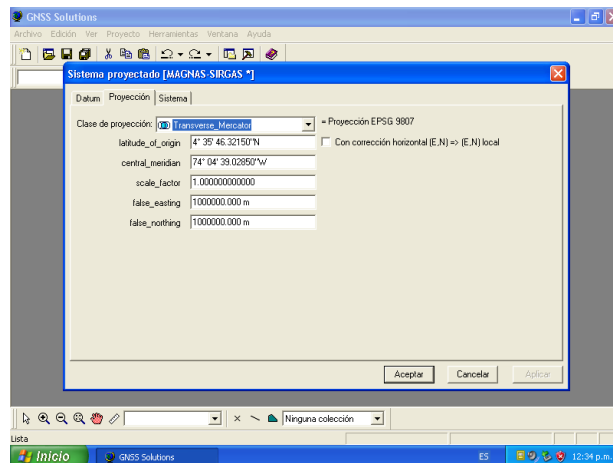 GNSS Solutions
Archivo Edición Ver Proyecto Herramientas Ventana Ayuda
Sistema proyectado [MAGNAS-SIRGAS *]
Datum Proyección Sistema
Clase de proyección: Transverse_Mercator = Proyección EPSG 9807
latitude_of_origin 4° 35' 46.32150"N Con corrección horizontal (E,N) => (E,N) local
central_meridian 74° 04' 39.02850"W
scale_factor 1.000000000000
false_easting 1000000.000 m
false_northing 1000000.000 m
Aceptar Cancelar Aplicar
Ninguna colección
Lista
Inicio GNSS Solutions ES 12:34 p.m.